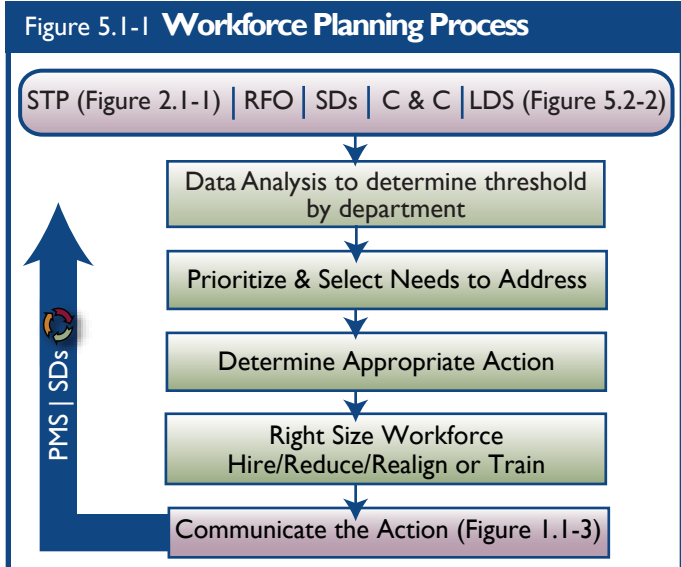 Figure 5.1-1 Workforce Planning Process
STP (Figure 2.1-1) | RFO | SDs | C & C | LDS (Figure 5.2-2)
Data Analysis to determine threshold
by department
Prioritize & Select Needs to Address
Determine Appropriate Action
Right Size Workforce
Hire/Reduce/Realign or Train
Communicate the Action (Figure 1.1-3)
PMS | SDs